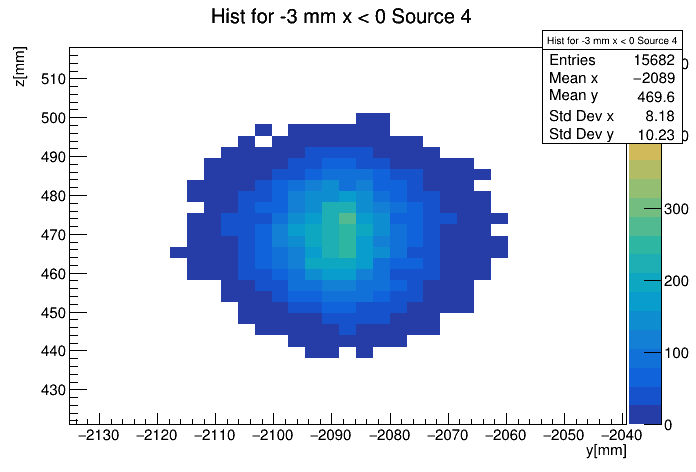 Hist for -3 mm x < 0 Source 4
z[mm]
Hist for -3 mm x < 0 Source 4
Entries 15682
Mean x −2089
Mean y 469.6
Std Dev x 8.18
Std Dev y 10.23
510
500
490
480
470
460
450
440
430
−2130 −2120 −2110 −2100 −2090 −2080 −2070 −2060 −2050 −2040
y[mm]
300
200
100
0